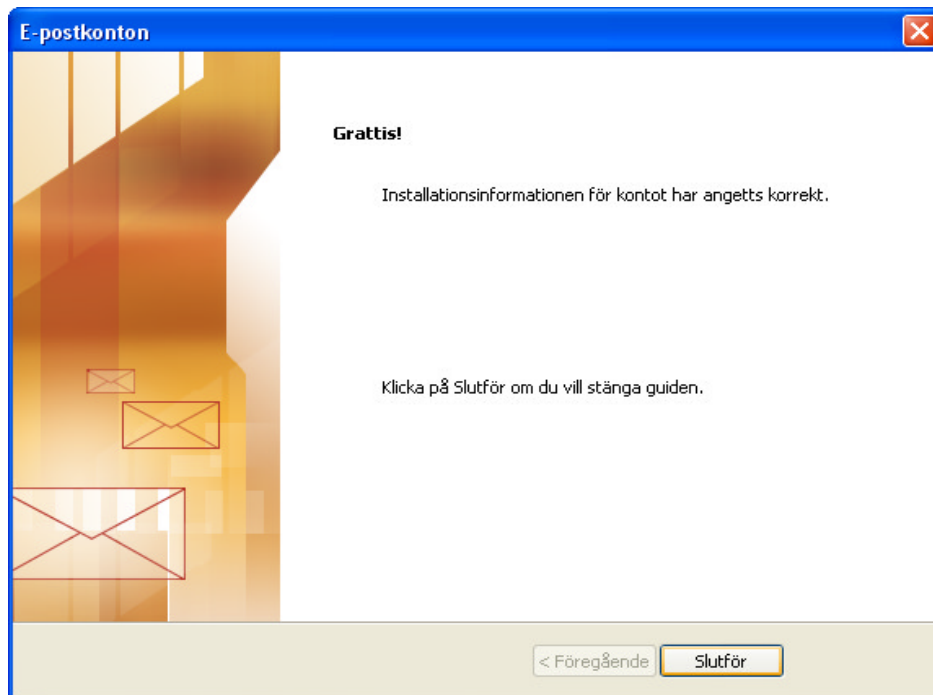 E-postkonton
Grattis!
Installationsinformationen för kontot har angetts korrekt.
Klicka på Slutför om du vill stänga guiden.
< Föregående
Slutför